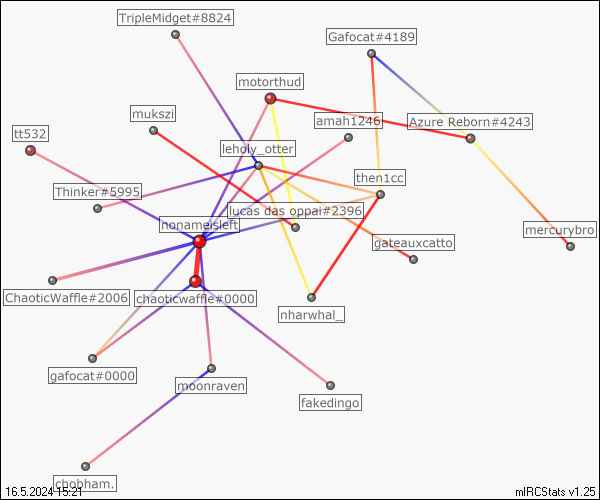 TripleMidget#8824
Gafocat#4189
motorthud
mukszi
amah1246
Azure Reborn#4243
tt532
leholy_otter
then1cc
Thinker#5995
lucas das oppai#2396
nonameisleft
mercurybro
gateauxcatto
ChaoticWaffle#2006
chaoticwaffle#0000
nharwhal_
gafocat#0000
moonraven
fakedingo
chobham.
16.5.2024 15:21
mIRCStats v1.25